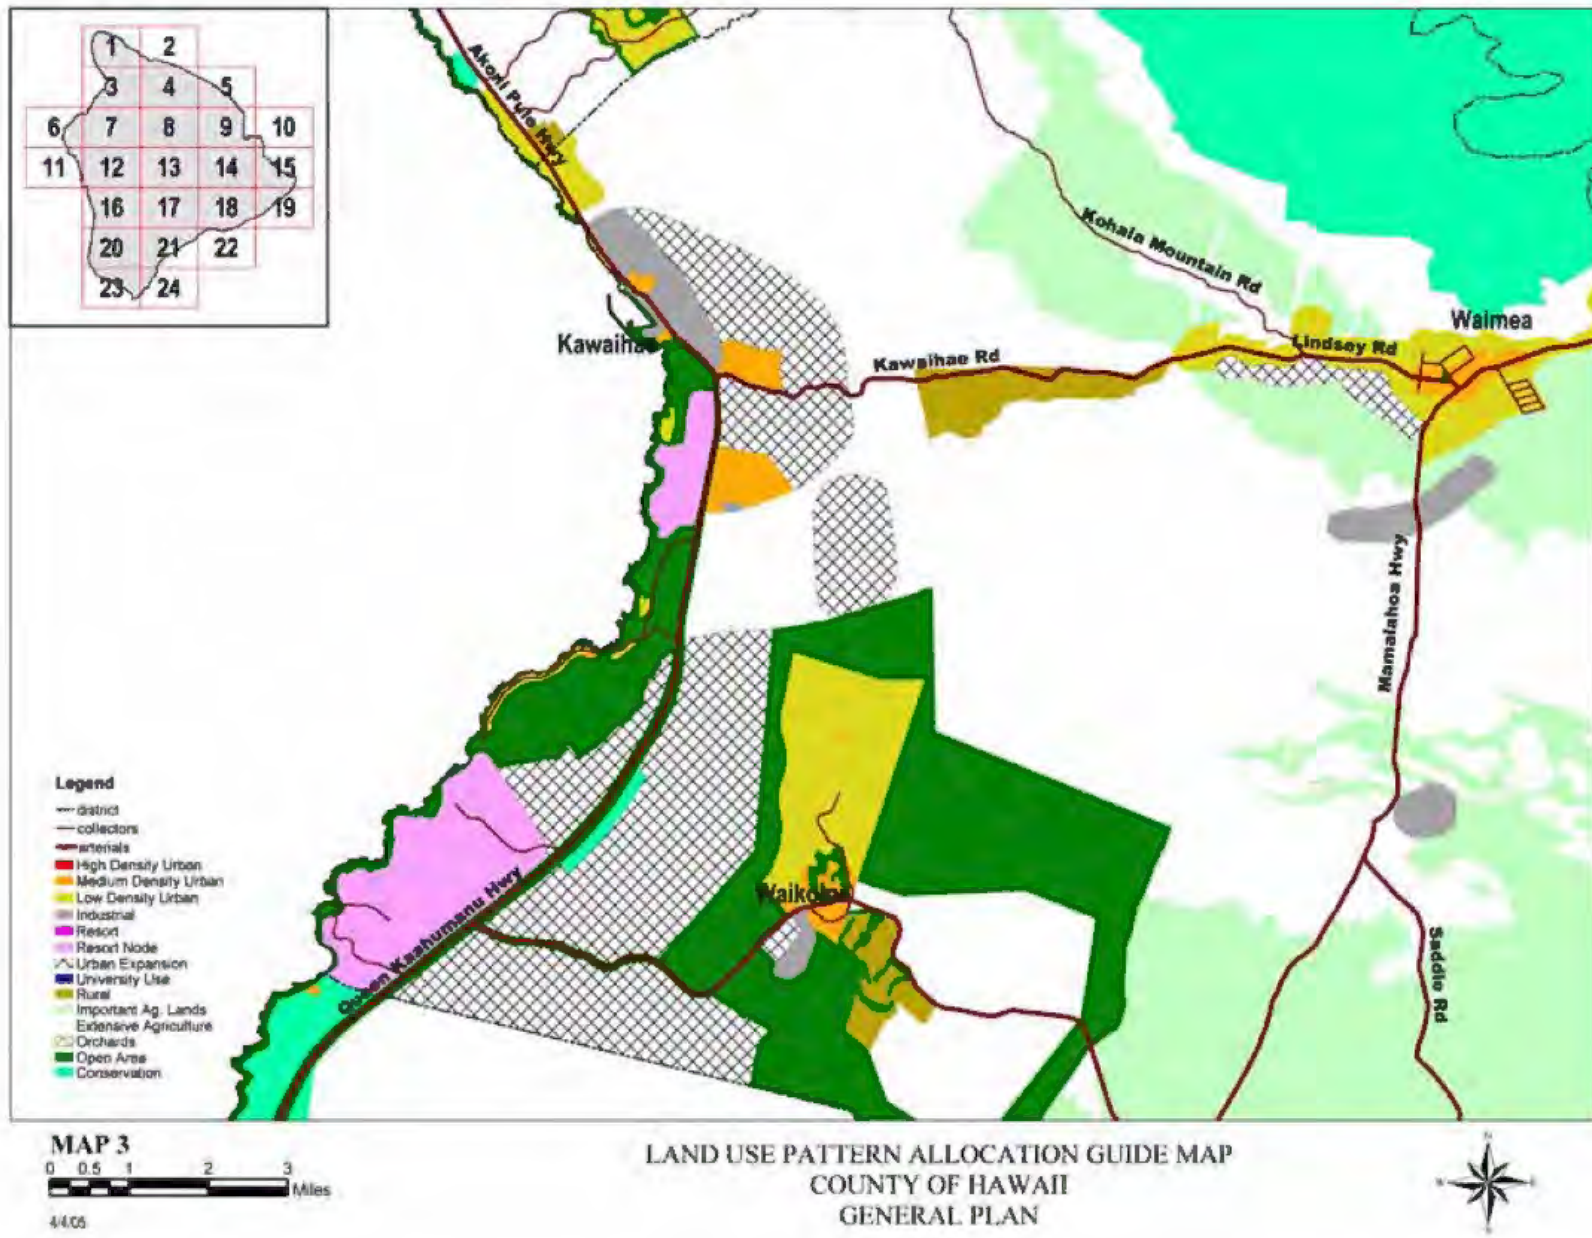 1 2
3 4 5
6 7 8 9 10
11 12 13 14 15
16 17 18 19
20 21 22
23 24
Akoni Pule Hwy
Kohala Mountain Rd
Waimea
Lindsey Rd
Kawaihae
Kawaihae Rd
Mamalahoa Hwy
Waikoloa
Queen Kaahumanu Hwy
Saddle Rd
Legend
district
collectors
arterials
High Density Urban
Medium Density Urban
Low Density Urban
Industrial
Resort
Resort Node
Urban Expansion
University Use
Rural
Important Ag. Lands
Extensive Agriculture
Orchards
Open Area
Conservation
MAP 3
0 0.5 1 2 3
Miles
4/4/05
LAND USE PATTERN ALLOCATION GUIDE MAP
COUNTY OF HAWAII
GENERAL PLAN
N
W E
S